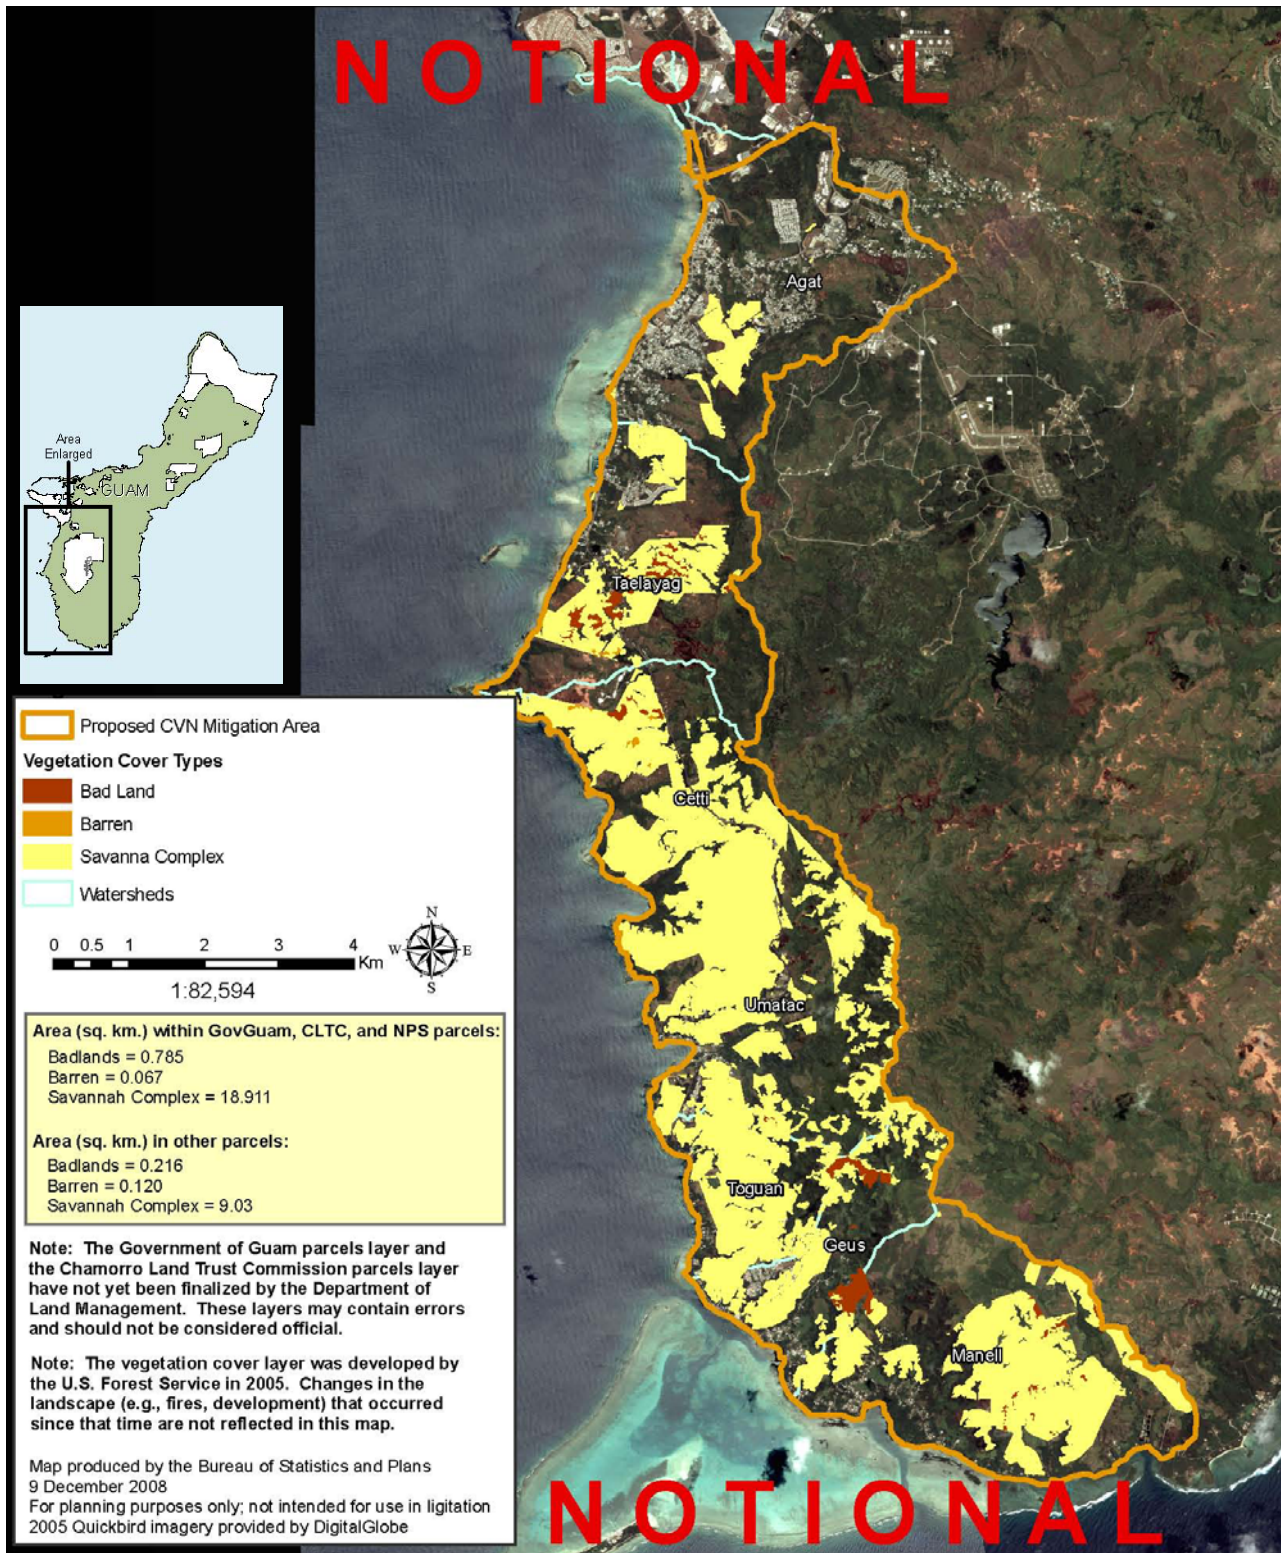 NOTIONAL
Agat
Area
Enlarged
GUAM
Taelayag
Proposed CVN Mitigation Area
Vegetation Cover Types
Bad Land
Barren
Savanna Complex
Watersheds
Cetti
N
W E
S
0 0.5 1 2 3 4
Km
1:82,594
Umatac
Area (sq. km.) within GovGuam, CLTC, and NPS parcels:
Badlands = 0.785
Barren = 0.067
Savannah Complex = 18.911
Area (sq. km.) in other parcels:
Badlands = 0.216
Barren = 0.120
Savannah Complex = 9.03
Toguan
Geus
Note: The Government of Guam parcels layer and
the Chamorro Land Trust Commission parcels layer
have not yet been finalized by the Department of
Land Management. These layers may contain errors
and should not be considered official.
Manell
Note: The vegetation cover layer was developed by
the U.S. Forest Service in 2005. Changes in the
landscape (e.g., fires, development) that occurred
since that time are not reflected in this map.
Map produced by the Bureau of Statistics and Plans
9 December 2008
For planning purposes only; not intended for use in ligitation
2005 Quickbird imagery provided by DigitalGlobe
NOTIONAL